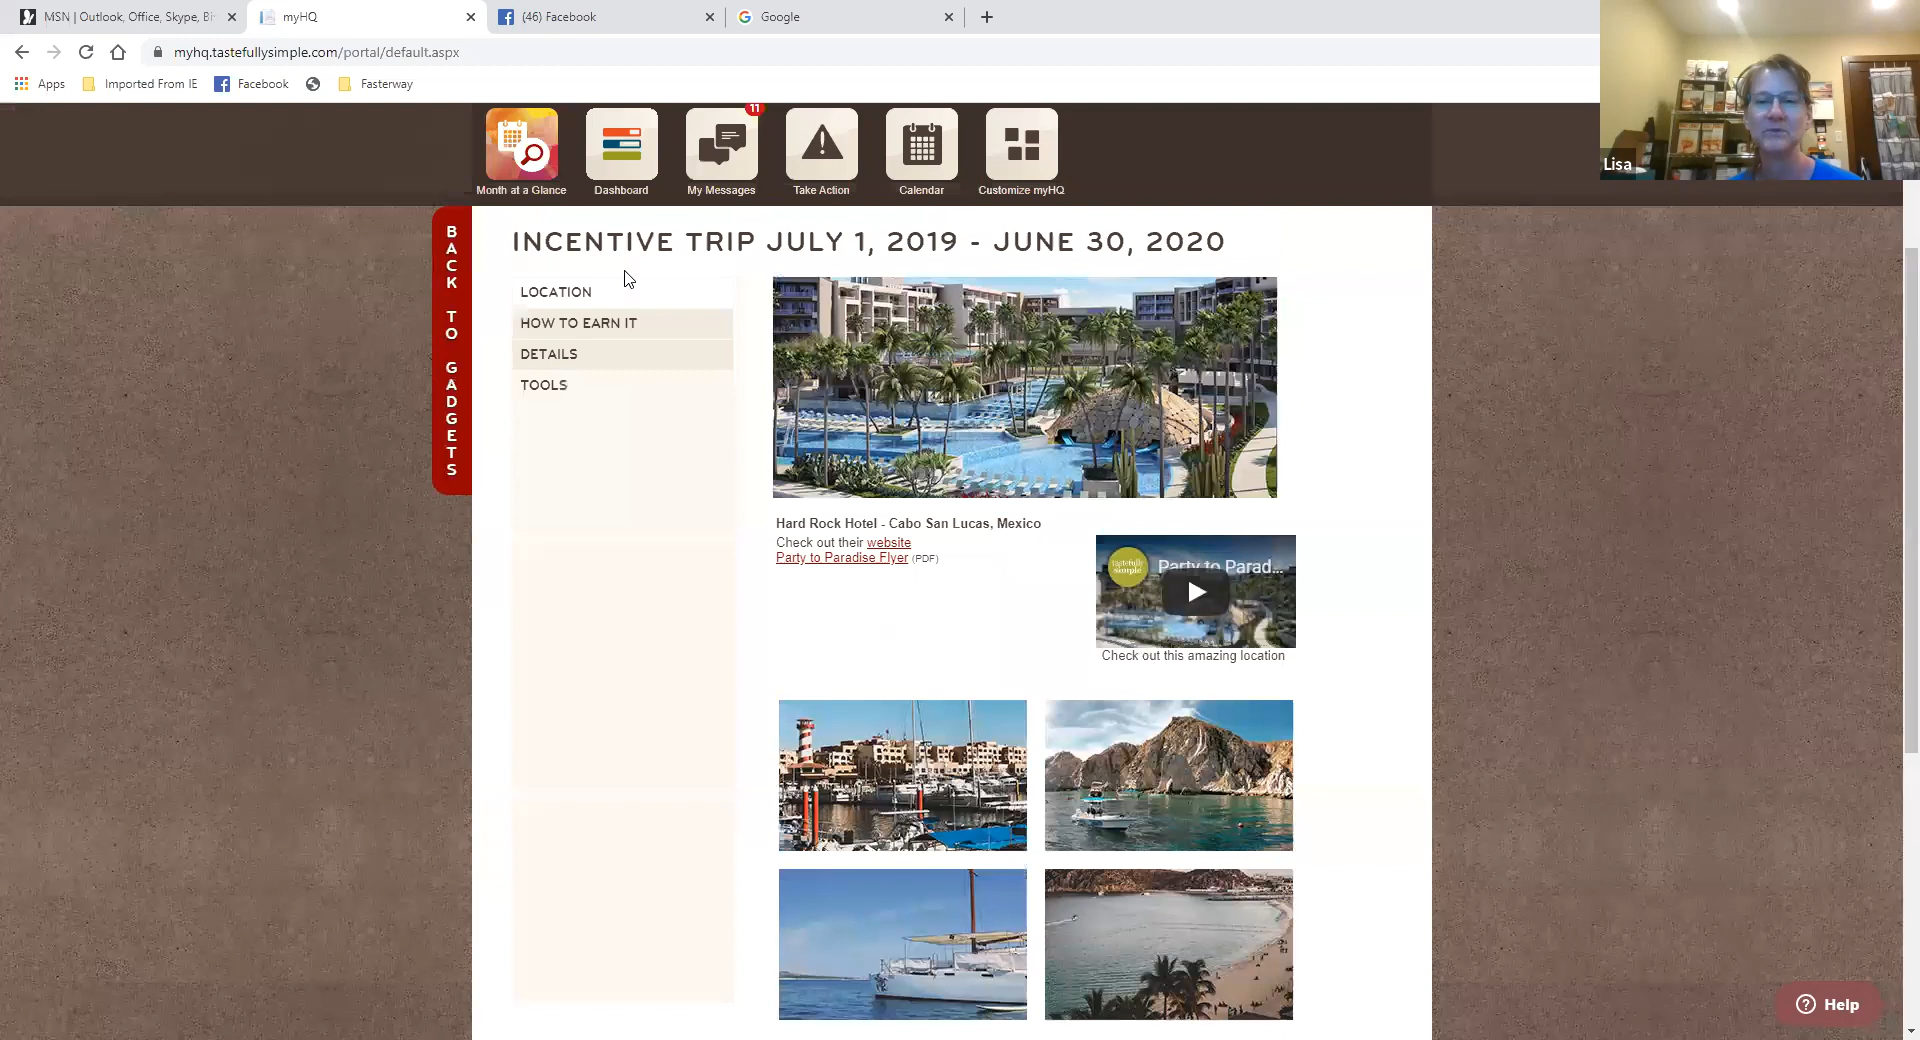 MSN | Outlook, Office, Skype, Bi
myHQ
(46) Facebook
Google
myhq.tastefullysimple.com/portal/default.aspx
Apps
Imported From IE
Facebook
Fasterway
11
Month at a Glance
Dashboard
My Messages
Take Action
Calendar
Customize myHQ
Lisa
BACK TO GADGETS
INCENTIVE TRIP JULY 1, 2019 - JUNE 30, 2020
LOCATION
HOW TO EARN IT
DETAILS
TOOLS
Hard Rock Hotel - Cabo San Lucas, Mexico
Check out their website
Party to Paradise Flyer (PDF)
tastefully simple
Party to Parad...
Check out this amazing location
Help